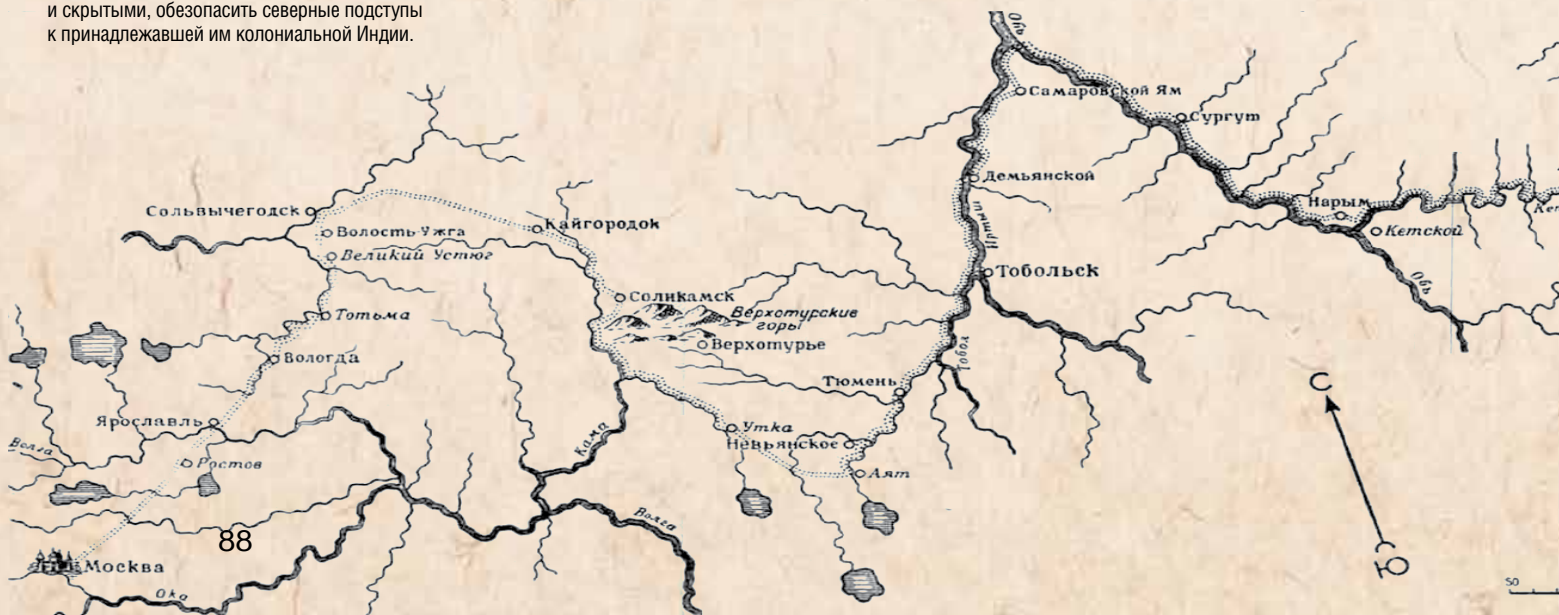 и скрытыми, обезопасить северные подступы
к принадлежавшей им колониальной Индии.
Обь
Самаровской Ям
Сургут
Демьянской
Нарым
Кет
Сольвычегодск
Волость-Ужга
Кайгородок
Кетской
Великий Устюг
Иртыш
Обь
Тобольск
Соликамск
Верхотурские
горы
Тотьма
Верхотурье
Вологда
Тобол
Тюмень
С
Ярославль
Утка
Кама
Невьянское
Волга
Ростов
Аят
Волга
88
Москва
Ока
Ю
50